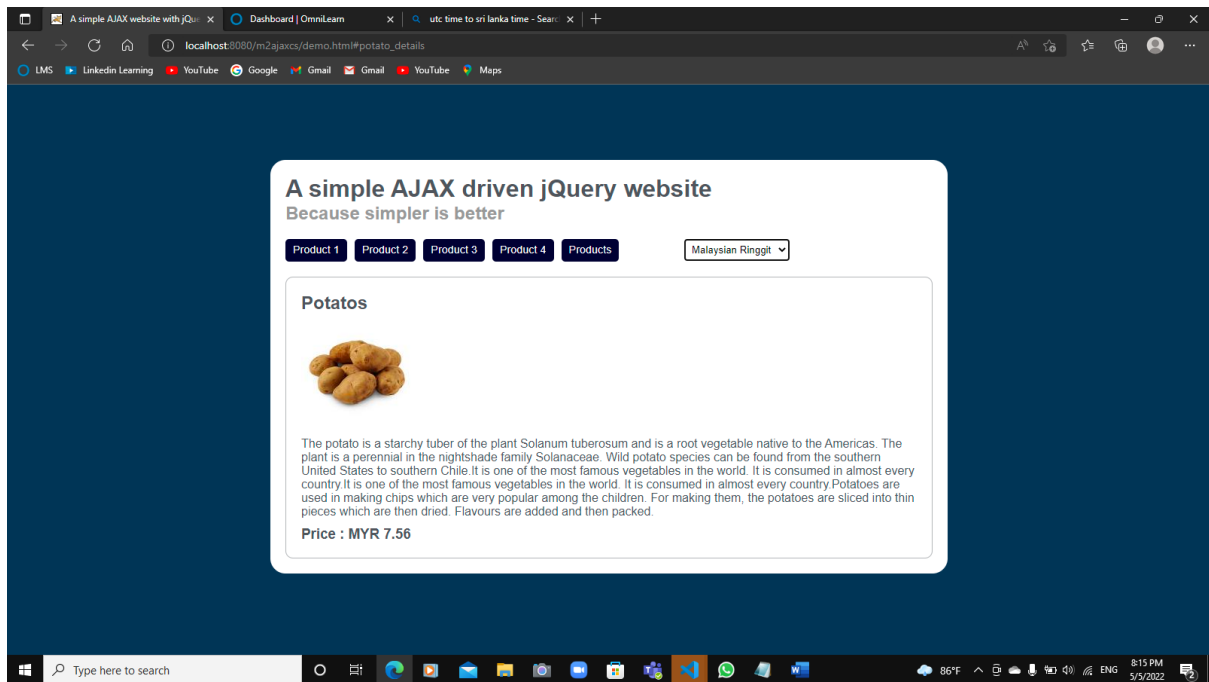 A simple AJAX website with jQue
Dashboard | OmniLearn
utc time to sri lanka time - Searc
localhost:8080/m2ajaxcs/demo.html#potato_details
LMS
Linkedin Learning
YouTube
Google
Gmail
Gmail
YouTube
Maps
A simple AJAX driven jQuery website
Because simpler is better
Product 1
Product 2
Product 3
Product 4
Products
Malaysian Ringgit
Potatos
The potato is a starchy tuber of the plant Solanum tuberosum and is a root vegetable native to the Americas. The
plant is a perennial in the nightshade family Solanaceae. Wild potato species can be found from the southern
United States to southern Chile.It is one of the most famous vegetables in the world. It is consumed in almost every
country.It is one of the most famous vegetables in the world. It is consumed in almost every country.Potatoes are
used in making chips which are very popular among the children. For making them, the potatoes are sliced into thin
pieces which are then dried. Flavours are added and then packed.
Price : MYR 7.56
Type here to search
86°F
ENG
8:15 PM
5/5/2022
2